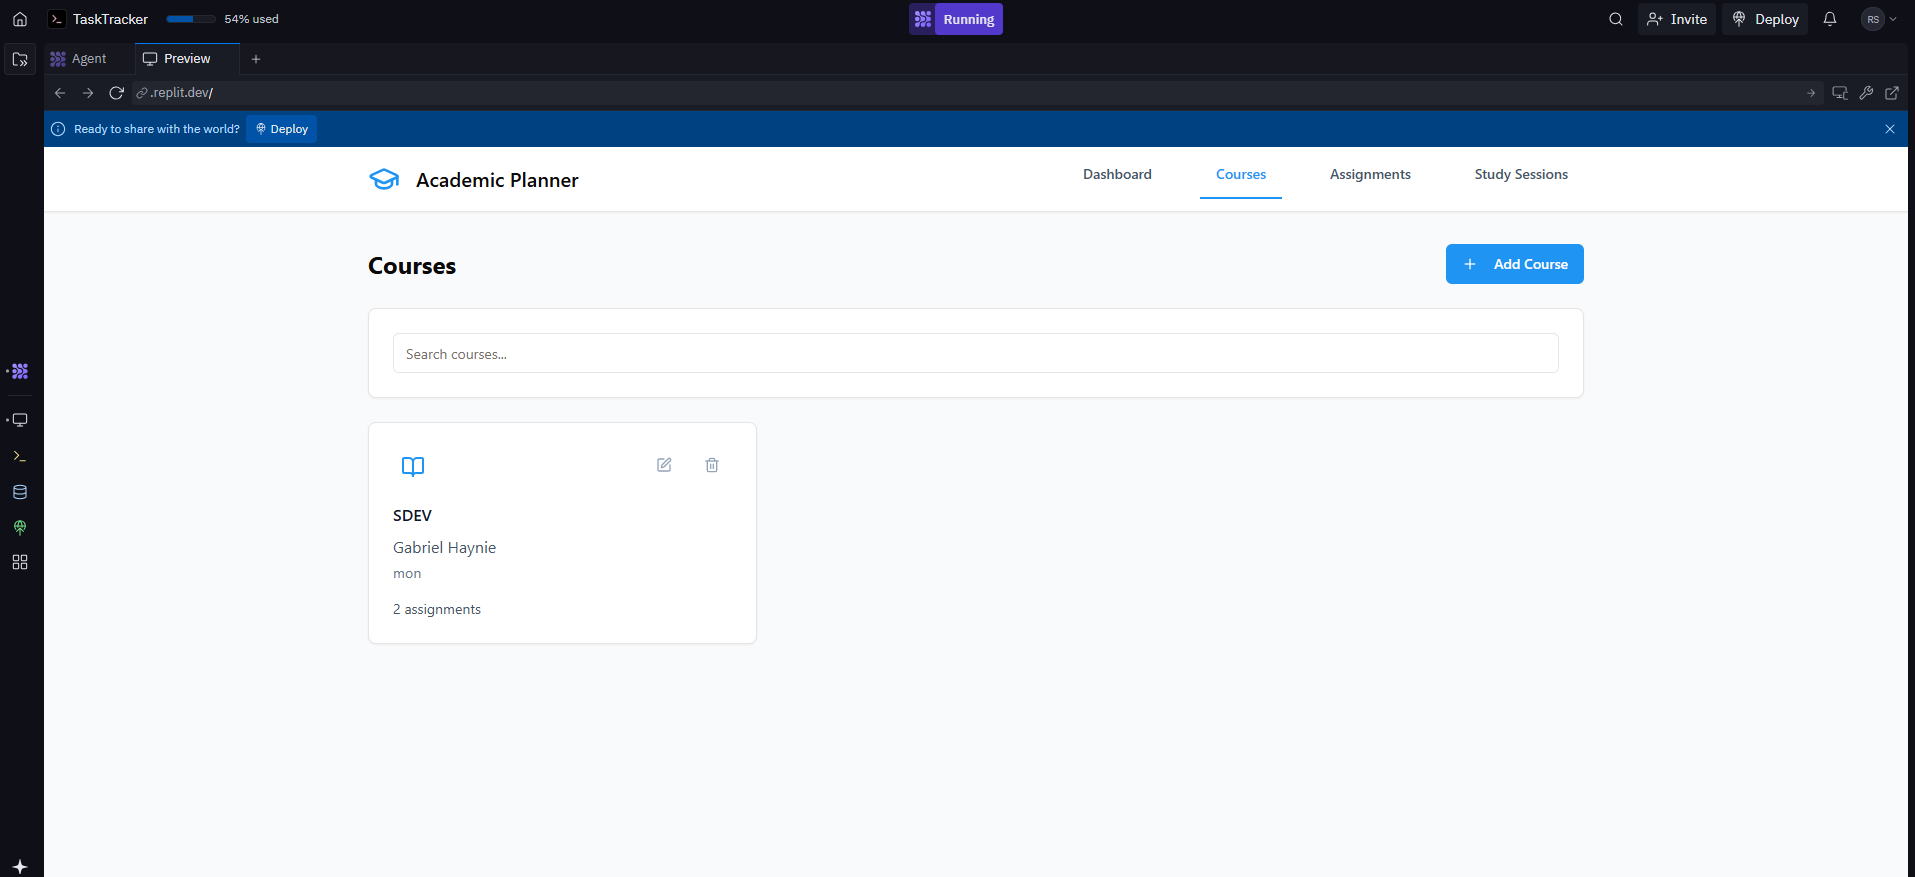 TaskTracker 54% used Running Invite Deploy RS
Agent Preview
.replit.dev/
Ready to share with the world? Deploy
Academic Planner Dashboard Courses Assignments Study Sessions
Courses Add Course
Search courses...
SDEV
Gabriel Haynie
mon
2 assignments